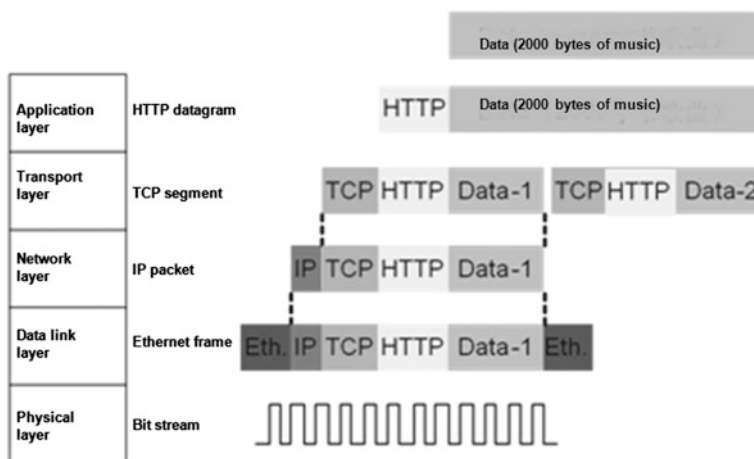 Data (2000 bytes of music)
Application layer
HTTP datagram
HTTP
Data (2000 bytes of music)
Transport layer
TCP segment
TCP HTTP Data-1 TCP HTTP Data-2
Network layer
IP packet
IP TCP HTTP Data-1
Data link layer
Ethernet frame
Eth. IP TCP HTTP Data-1 Eth.
Physical layer
Bit stream